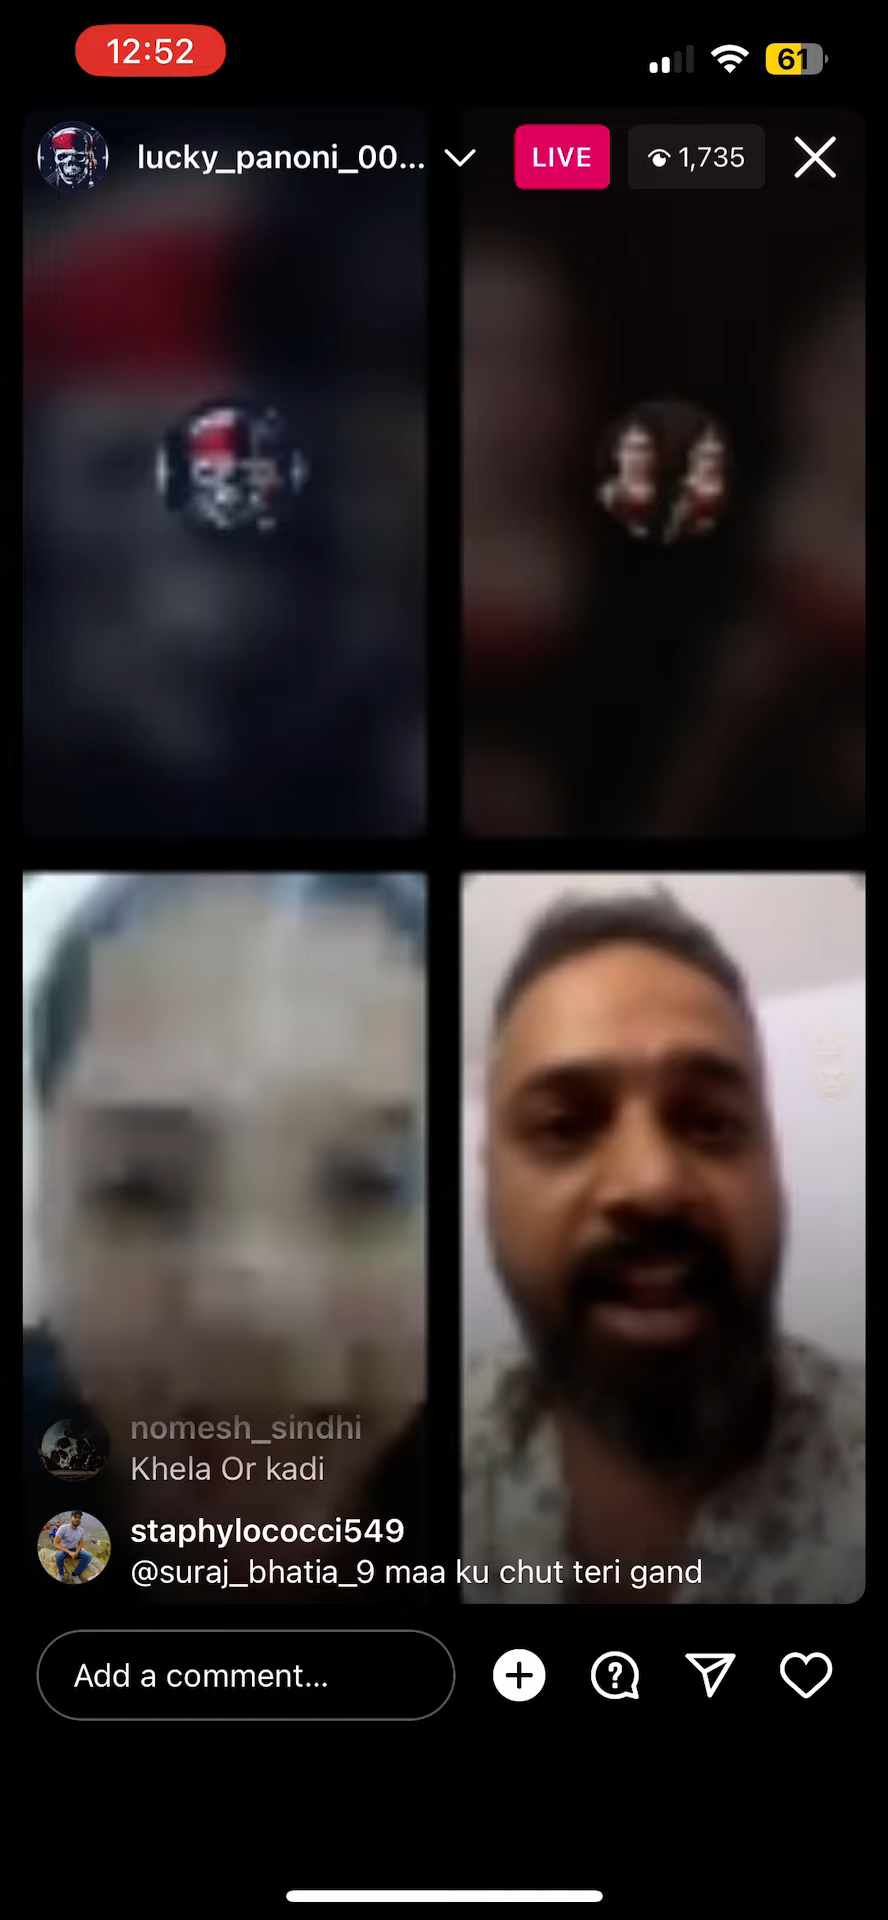 12:52
61
lucky_panoni_00...
LIVE
1,735
nomesh_sindhi
Khela Or kadi
staphylococci549
@suraj_bhatia_9 maa ku chut teri gand
Add a comment...